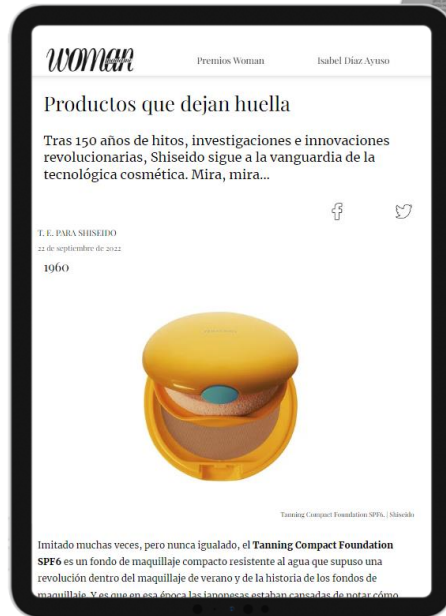 woman
Premios Woman
Isabel Díaz Ayuso
Productos que dejan huella
Tras 150 años de hitos, investigaciones e innovaciones
revolucionarias, Shiseido sigue a la vanguardia de la
tecnológica cosmética. Mira, mira...
T. E. PARA SHISEIDO
22 de septiembre de 2022
1960
Tanning Compact Foundation SPF6. | Shiseido
Imitado muchas veces, pero nunca igualado, el Tanning Compact Foundation
SPF6 es un fondo de maquillaje compacto resistente al agua que supuso una
revolución dentro del maquillaje de verano y de la historia de los fondos de
maquillaje. Y es que en esa época las japonesas estaban cansadas de notar cómo